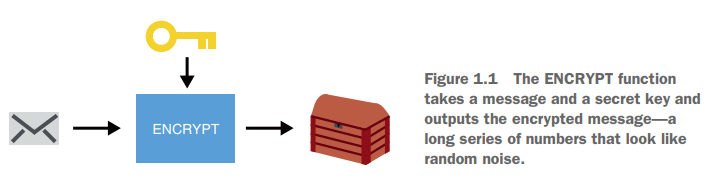 ENCRYPT
Figure 1.1 The ENCRYPT function
takes a message and a secret key and
outputs the encrypted message—a
long series of numbers that look like
random noise.